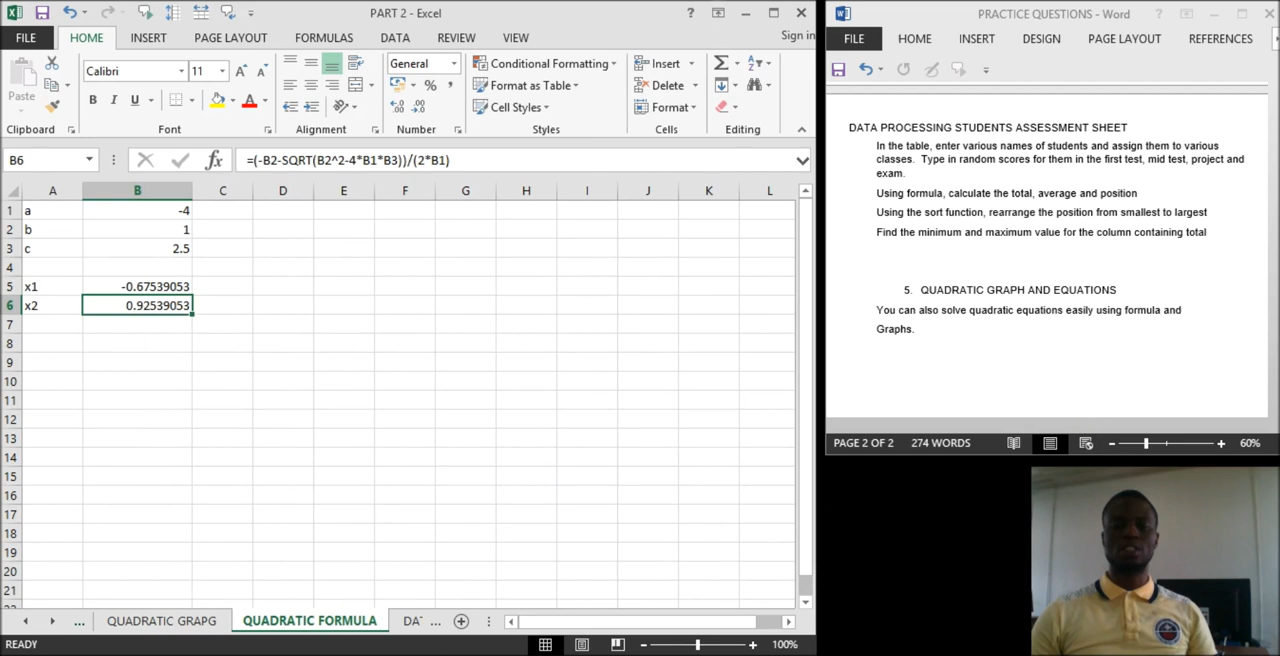 PART 2 - Excel
FILE HOME INSERT PAGE LAYOUT FORMULAS DATA REVIEW VIEW Sign in
Paste
Calibri 11
B I U
General
Conditional Formatting
Format as Table
Cell Styles
Insert
Delete
Format
Clipboard Font Alignment Number Styles Cells Editing
B6 fx =(-B2-SQRT(B2^2-4*B1*B3))/(2*B1)
A B C D E F G H I J K L
1 a -4
2 b 1
3 c 2.5
4
5 x1 -0.67539053
6 x2 0.92539053
7
8
9
10
11
12
13
14
15
16
17
18
19
20
21
... QUADRATIC GRAPG QUADRATIC FORMULA DA ...
READY 100%
PRACTICE QUESTIONS - Word
FILE HOME INSERT DESIGN PAGE LAYOUT REFERENCES
DATA PROCESSING STUDENTS ASSESSMENT SHEET
In the table, enter various names of students and assign them to various
classes. Type in random scores for them in the first test, mid test, project and
exam.
Using formula, calculate the total, average and position
Using the sort function, rearrange the position from smallest to largest
Find the minimum and maximum value for the column containing total
5. QUADRATIC GRAPH AND EQUATIONS
You can also solve quadratic equations easily using formula and
Graphs.
PAGE 2 OF 2 274 WORDS 60%